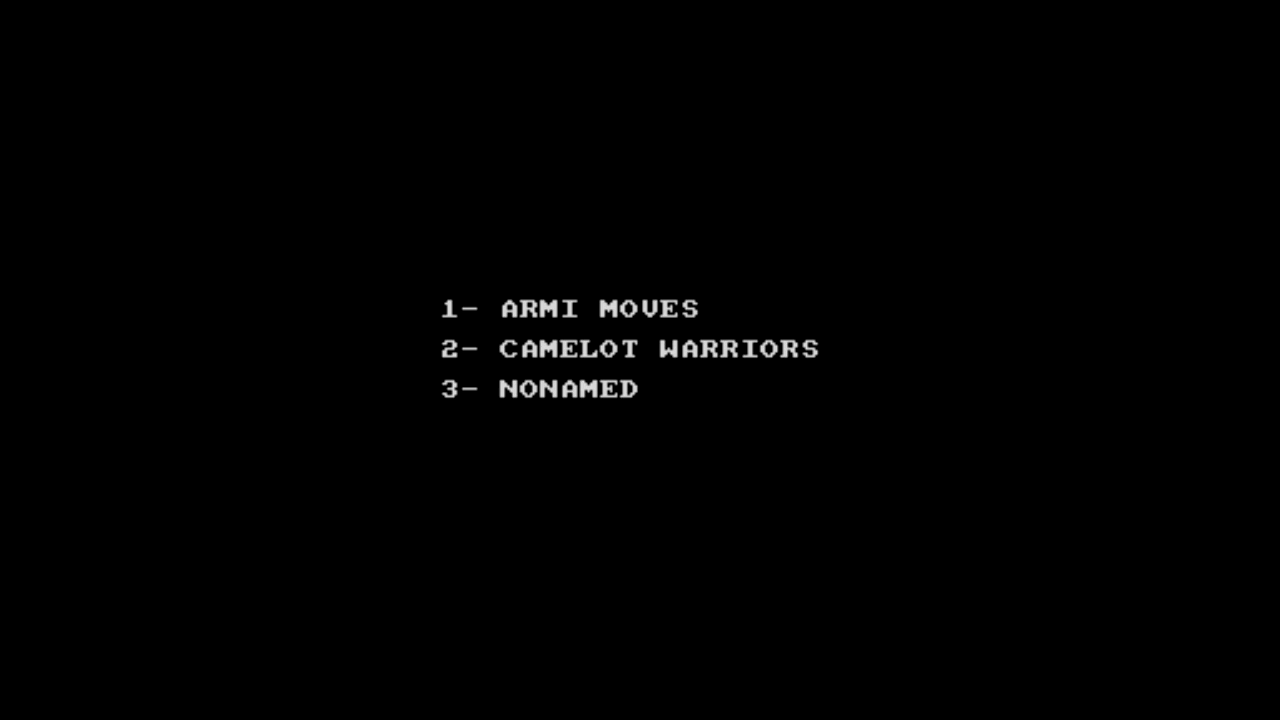 1- ARMI MOVES
2- CAMELOT WARRIORS
3- NONAMED